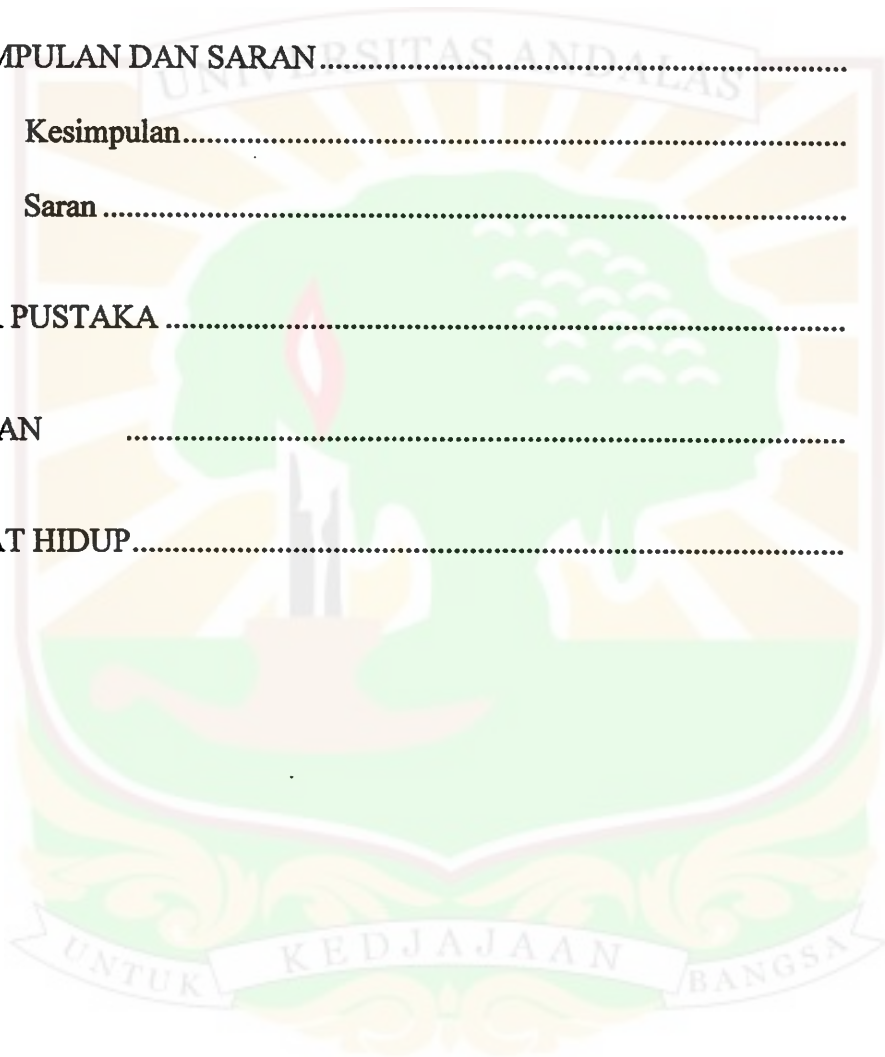 UNIVERSITAS ANDALAS
MPULAN DAN SARAN....................
Kesimpulan....................
Saran....................
PUSTAKA....................
AN ....................
AT HIDUP....................
UNTUK KEDJAJAAN BANGSA